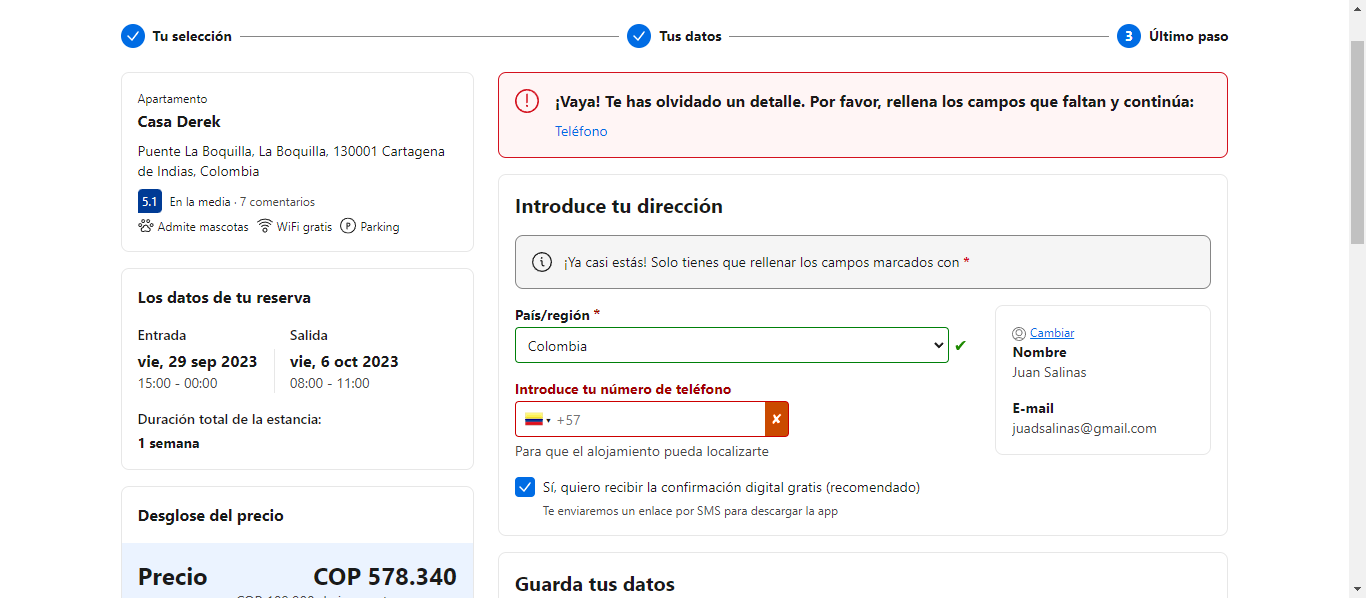 Tu selección
Tus datos
3 Último paso
Apartamento
Casa Derek
Puente La Boquilla, La Boquilla, 130001 Cartagena
de Indias, Colombia
5.1 En la media · 7 comentarios
Admite mascotas WiFi gratis P Parking
Los datos de tu reserva
Entrada
vie, 29 sep 2023
15:00 - 00:00
Salida
vie, 6 oct 2023
08:00 - 11:00
Duración total de la estancia:
1 semana
Desglose del precio
Precio COP 578.340
¡Vaya! Te has olvidado un detalle. Por favor, rellena los campos que faltan y continúa:
Teléfono
Introduce tu dirección
¡Ya casi estás! Solo tienes que rellenar los campos marcados con *
País/región *
Colombia
Introduce tu número de teléfono
+57
Para que el alojamiento pueda localizarte
Sí, quiero recibir la confirmación digital gratis (recomendado)
Te enviaremos un enlace por SMS para descargar la app
Cambiar
Nombre
Juan Salinas
E-mail
juadsalinas@gmail.com
Guarda tus datos